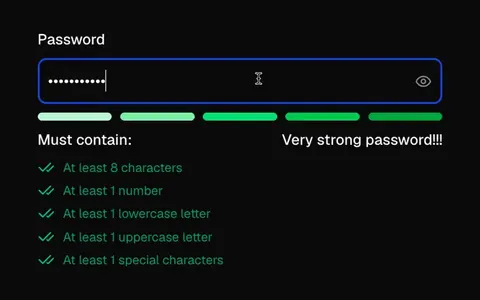 Password
•••••••••••
Must contain:
Very strong password!!!
At least 8 characters
At least 1 number
At least 1 lowercase letter
At least 1 uppercase letter
At least 1 special characters